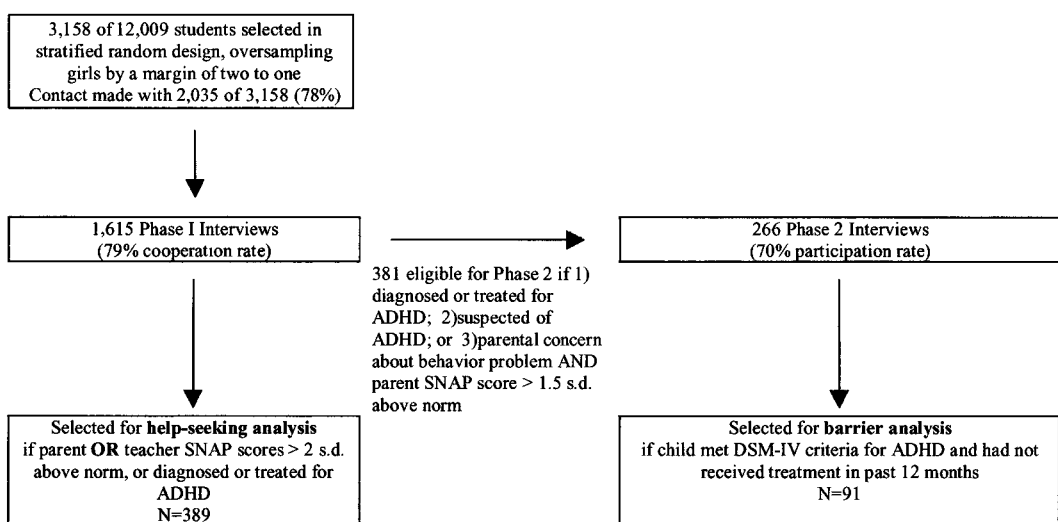 3,158 of 12,009 students selected in
stratified random design, oversampling
girls by a margin of two to one
Contact made with 2,035 of 3,158 (78%)
1,615 Phase I Interviews
(79% cooperation rate)
266 Phase 2 Interviews
(70% participation rate)
381 eligible for Phase 2 if 1)
diagnosed or treated for
ADHD; 2)suspected of
ADHD; or 3)parental concern
about behavior problem AND
parent SNAP score > 1.5 s.d.
above norm
Selected for help-seeking analysis
if parent OR teacher SNAP scores > 2 s.d.
above norm, or diagnosed or treated for
ADHD
N=389
Selected for barrier analysis
if child met DSM-IV criteria for ADHD and had not
received treatment in past 12 months
N=91